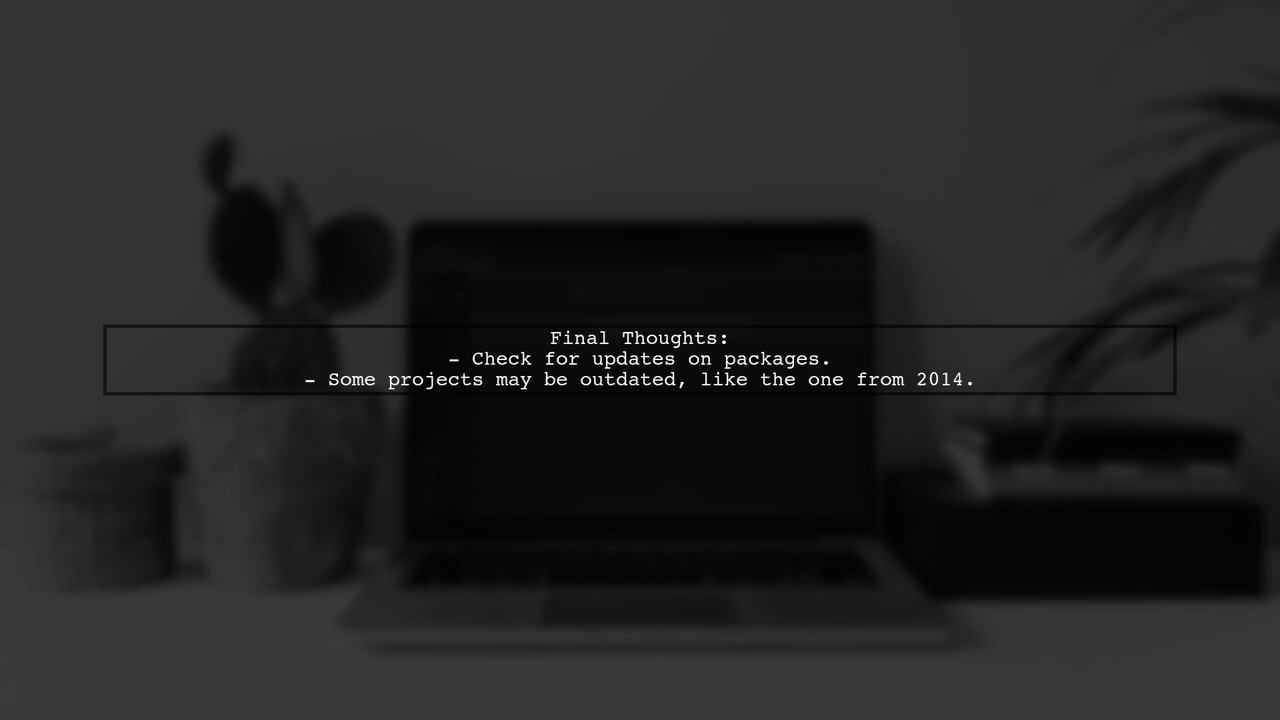 Final Thoughts:
- Check for updates on packages.
- Some projects may be outdated, like the one from 2014.